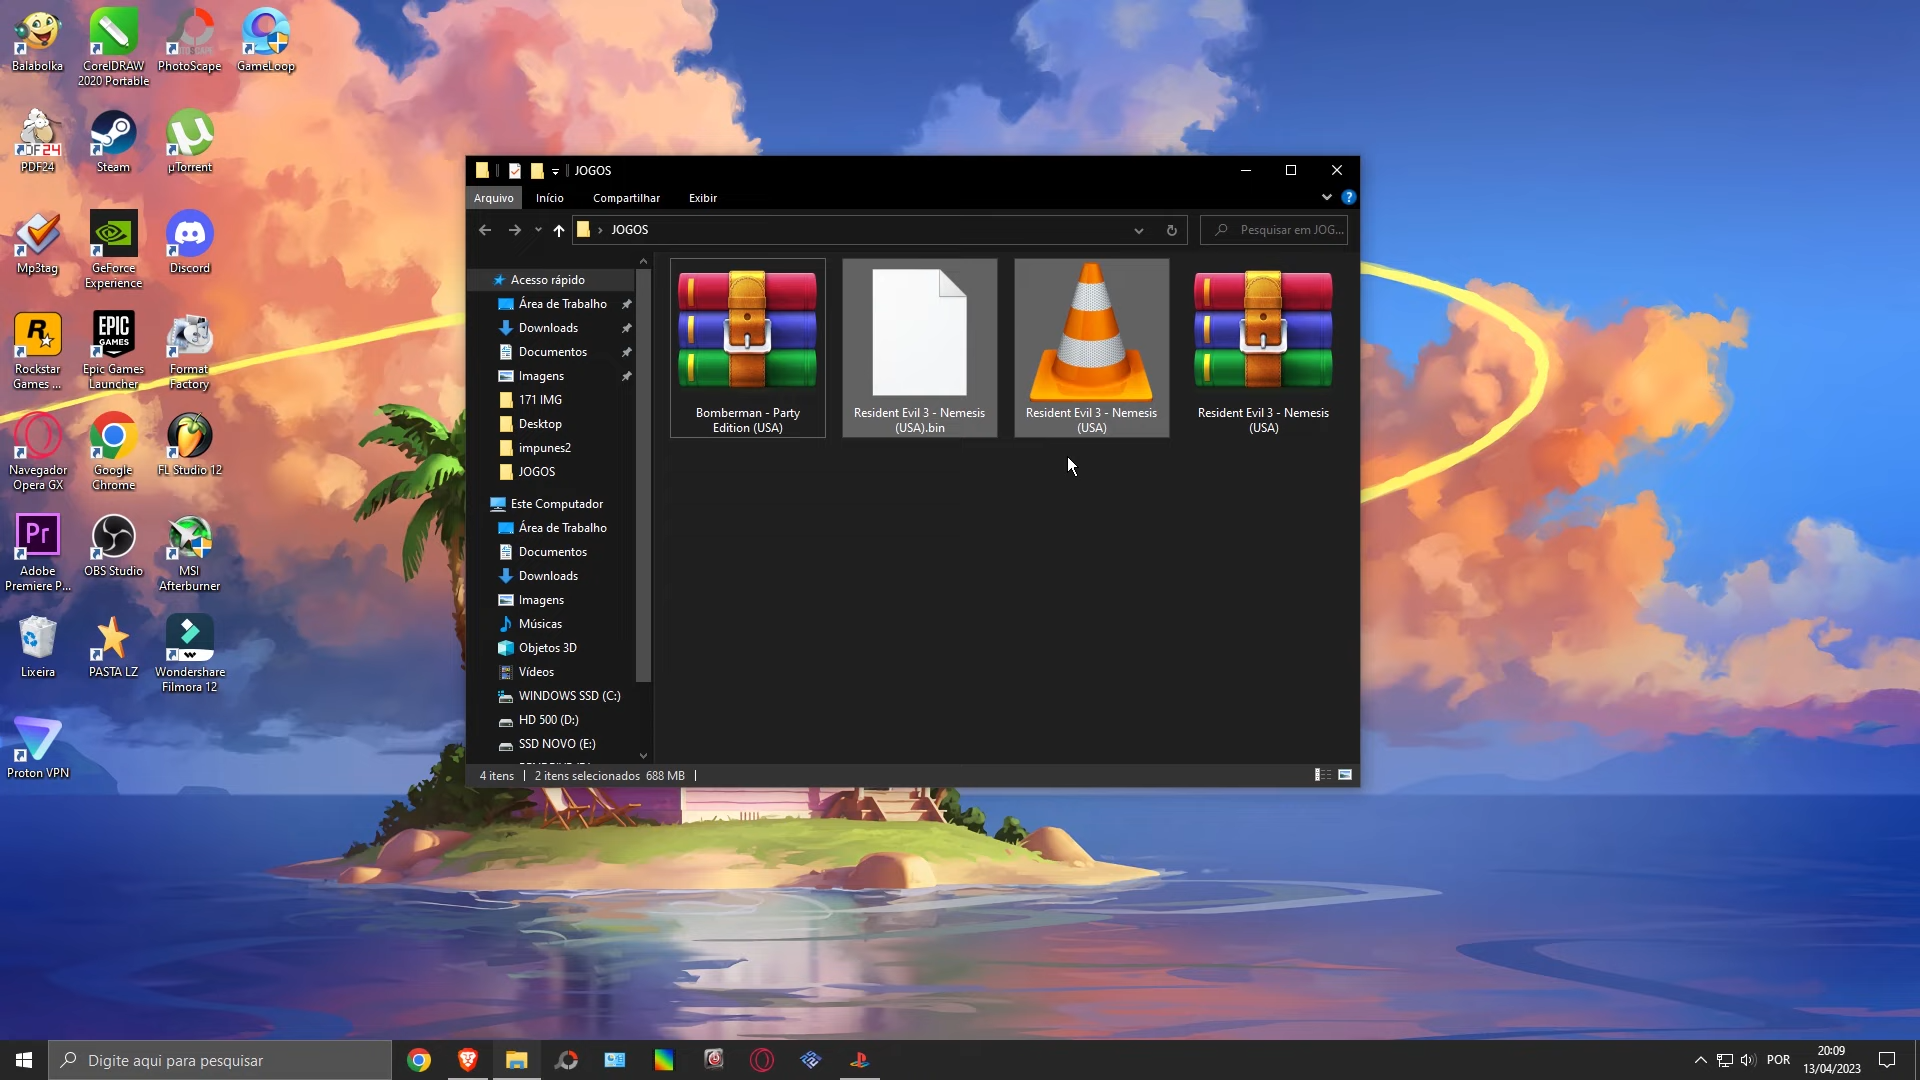 Balabolka
CorelDRAW
2020 Portable
PhotoScape
GameLoop
PDF24
Steam
µTorrent
Mp3tag
GeForce
Experience
Discord
Rockstar
Games ...
Epic Games
Launcher
Format
Factory
Navegador
Opera GX
Google
Chrome
FL Studio 12
Adobe
Premiere P...
OBS Studio
MSI
Afterburner
Lixeira
PASTA LZ
Wondershare
Filmora 12
Proton VPN
JOGOS
Arquivo
Início
Compartilhar
Exibir
JOGOS
Pesquisar em JOG...
Acesso rápido
Área de Trabalho
Downloads
Documentos
Imagens
171 IMG
Desktop
impunes2
JOGOS
Este Computador
Área de Trabalho
Documentos
Downloads
Imagens
Músicas
Objetos 3D
Vídeos
WINDOWS SSD (C:)
HD 500 (D:)
SSD NOVO (E:)
Bomberman - Party
Edition (USA)
Resident Evil 3 - Nemesis
(USA).bin
Resident Evil 3 - Nemesis
(USA)
Resident Evil 3 - Nemesis
(USA)
4 itens
2 itens selecionados 688 MB
Digite aqui para pesquisar
POR
20:09
13/04/2023